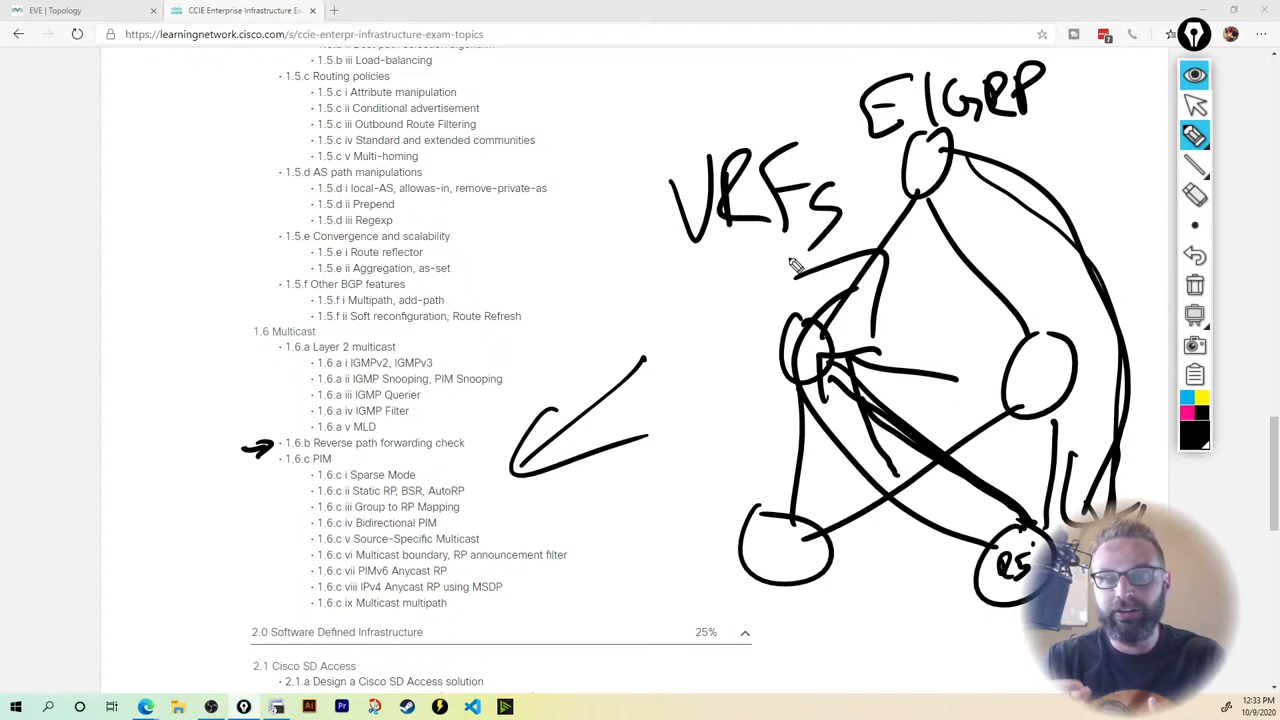 EVE | Topology
CCIE Enterprise Infrastructure Exa
https://learningnetwork.cisco.com/s/ccie-enterpr-infrastructure-exam-topics
1.5.b iii Load-balancing
1.5.c Routing policies
1.5.c i Attribute manipulation
1.5.c ii Conditional advertisement
1.5.c iii Outbound Route Filtering
1.5.c iv Standard and extended communities
1.5.c v Multi-homing
1.5.d AS path manipulations
1.5.d i local-AS, allowas-in, remove-private-as
1.5.d ii Prepend
1.5.d iii Regexp
1.5.e Convergence and scalability
1.5.e i Route reflector
1.5.e ii Aggregation, as-set
1.5.f Other BGP features
1.5.f i Multipath, add-path
1.5.f ii Soft reconfiguration, Route Refresh
1.6 Multicast
1.6.a Layer 2 multicast
1.6.a i IGMPv2, IGMPv3
1.6.a ii IGMP Snooping, PIM Snooping
1.6.a iii IGMP Querier
1.6.a iv IGMP Filter
1.6.a v MLD
1.6.b Reverse path forwarding check
1.6.c PIM
1.6.c i Sparse Mode
1.6.c ii Static RP, BSR, AutoRP
1.6.c iii Group to RP Mapping
1.6.c iv Bidirectional PIM
1.6.c v Source-Specific Multicast
1.6.c vi Multicast boundary, RP announcement filter
1.6.c vii PIMv6 Anycast RP
1.6.c viii IPv4 Anycast RP using MSDP
1.6.c ix Multicast multipath
2.0 Software Defined Infrastructure 25%
2.1 Cisco SD Access
2.1.a Design a Cisco SD Access solution
EIGRP
VRFs
R5
12:33 PM
10/9/2020